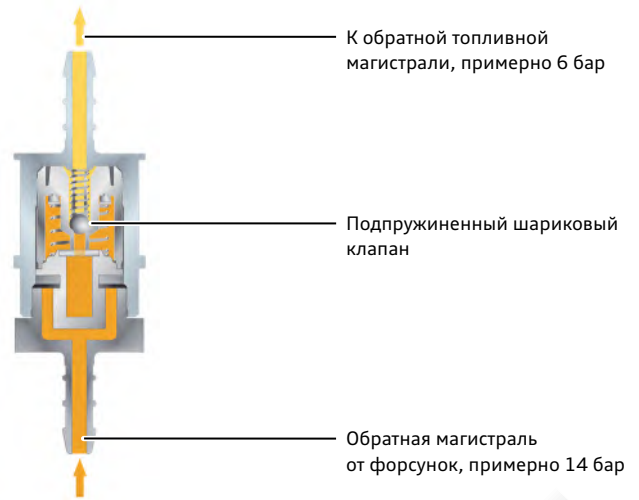 К обратной топливной
магистрали, примерно 6 бар
Подпружиненный шариковый
клапан
Обратная магистраль
от форсунок, примерно 14 бар